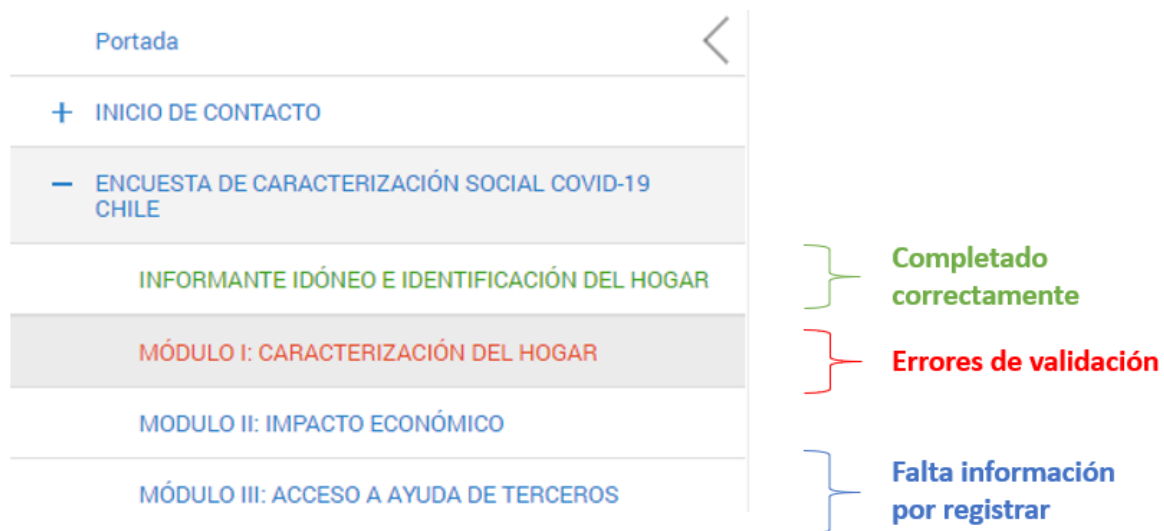 Portada
+ INICIO DE CONTACTO
– ENCUESTA DE CARACTERIZACIÓN SOCIAL COVID-19
CHILE
INFORMANTE IDÓNEO E IDENTIFICACIÓN DEL HOGAR
Completado
correctamente
MÓDULO I: CARACTERIZACIÓN DEL HOGAR
Errores de validación
MODULO II: IMPACTO ECONÓMICO
MÓDULO III: ACCESO A AYUDA DE TERCEROS
Falta información
por registrar